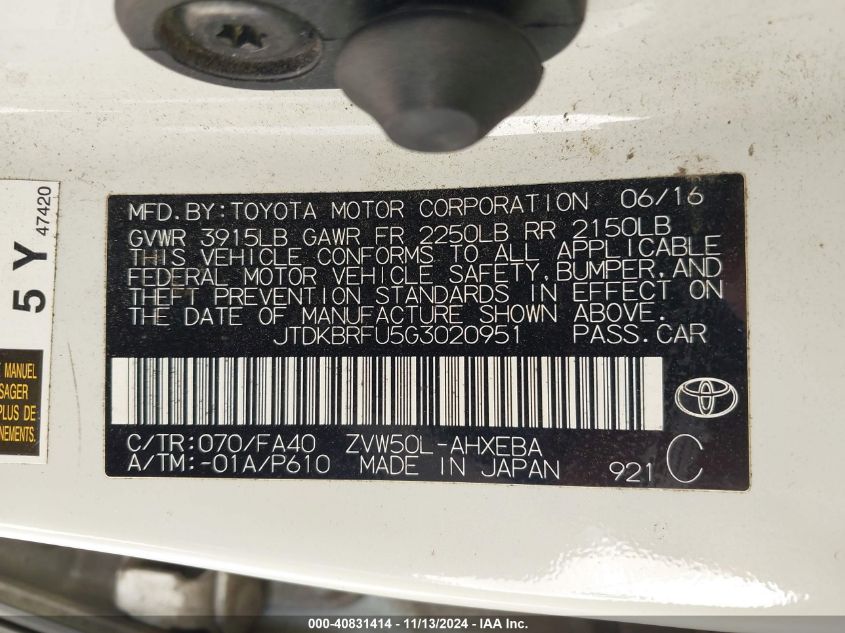 47420
5 Y
MANUEL
SAGER
PLUS DE
NEMENTS.
MFD.BY:TOYOTA MOTOR CORPORATION 06/16
GVWR 3915LB GAWR FR 2250LB RR 2150LB
THIS VEHICLE CONFORMS TO ALL APPLICABLE
FEDERAL MOTOR VEHICLE SAFETY,BUMPER,AND
THEFT PREVENTION STANDARDS IN EFFECT ON
THE DATE OF MANUFACTURE SHOWN ABOVE.
JTDKBRFU5G3020951 PASS.CAR
C/TR:070/FA40 ZVW50L-AHXEBA
A/TM:-01A/P610 MADE IN JAPAN 921 C
000-40831414 — 11/13/2024 - IAAI.com